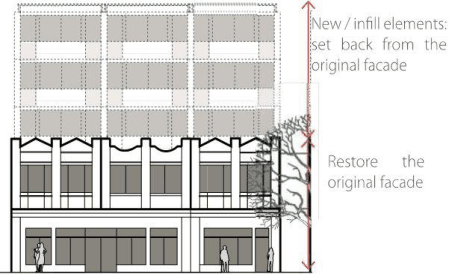 New / infill elements:
set back from the
original facade
Restore the
original facade